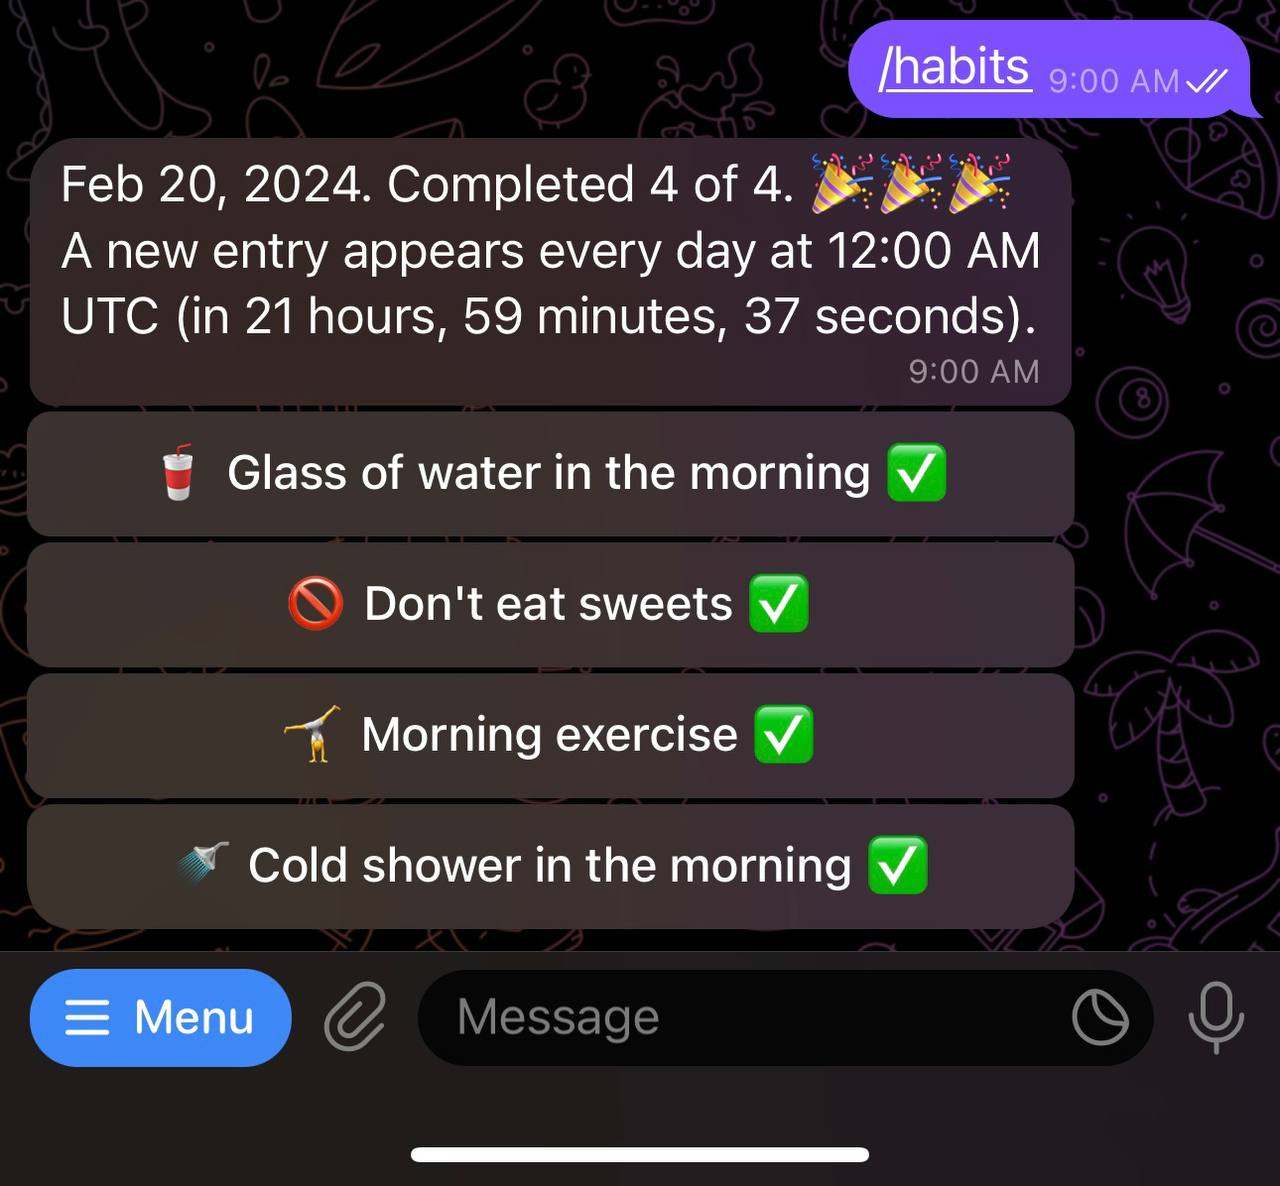 /habits 9:00 AM
Feb 20, 2024. Completed 4 of 4. 🎉🎉🎉
A new entry appears every day at 12:00 AM
UTC (in 21 hours, 59 minutes, 37 seconds).
9:00 AM
🥤 Glass of water in the morning ✅
🚫 Don't eat sweets ✅
🤸 Morning exercise ✅
🚿 Cold shower in the morning ✅
Menu
Message